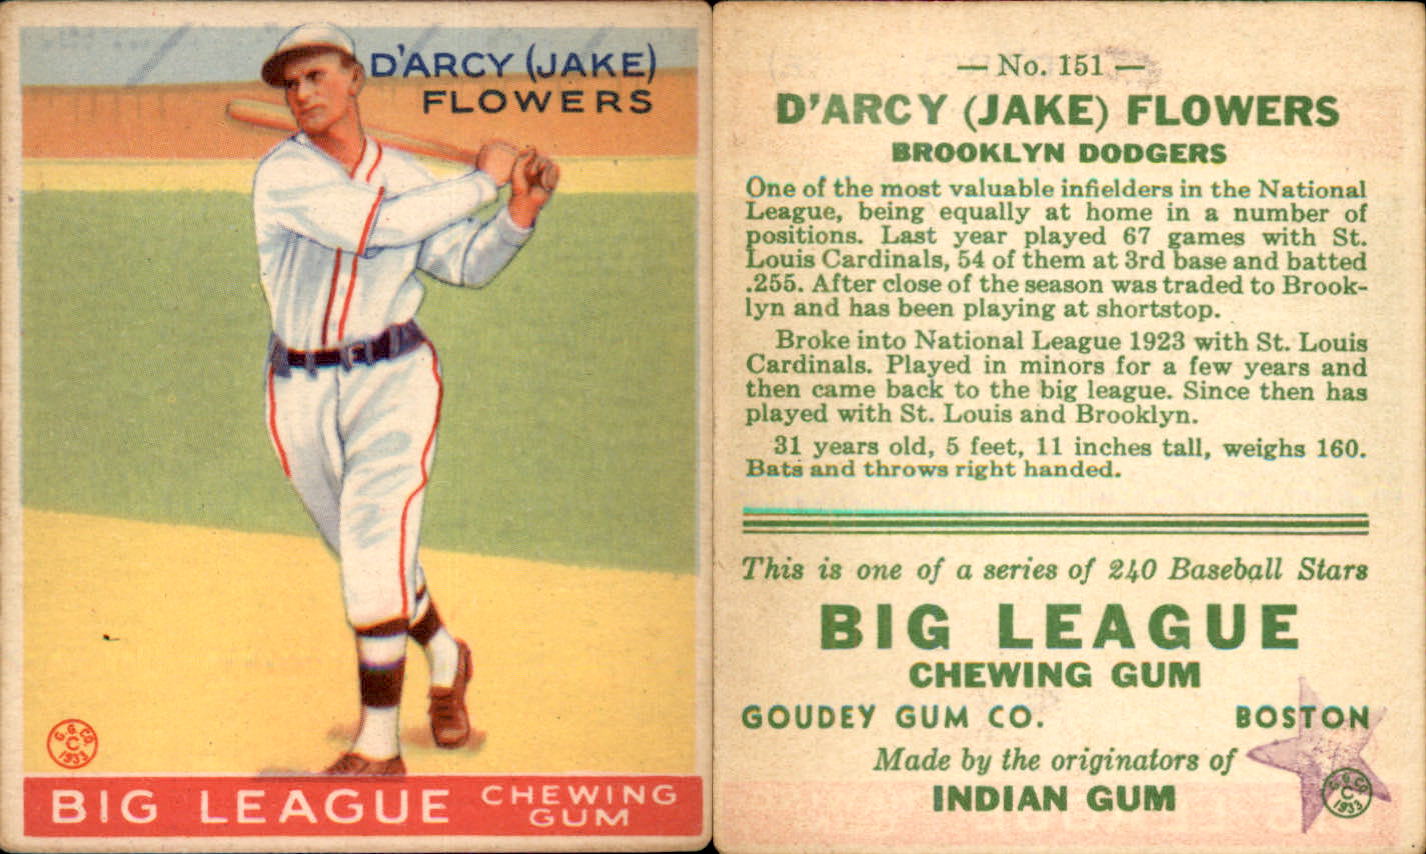 D'ARCY (JAKE)
FLOWERS
G.G.CO.
C
1933
BIG LEAGUE CHEWING
GUM
— No. 151 —
D'ARCY (JAKE) FLOWERS
BROOKLYN DODGERS
One of the most valuable infielders in the National
League, being equally at home in a number of
positions. Last year played 67 games with St.
Louis Cardinals, 54 of them at 3rd base and batted
.255. After close of the season was traded to Brook-
lyn and has been playing at shortstop.
Broke into National League 1923 with St. Louis
Cardinals. Played in minors for a few years and
then came back to the big league. Since then has
played with St. Louis and Brooklyn.
31 years old, 5 feet, 11 inches tall, weighs 160.
Bats and throws right handed.
This is one of a series of 240 Baseball Stars
BIG LEAGUE
CHEWING GUM
GOUDEY GUM CO. BOSTON
Made by the originators of
INDIAN GUM
G.G.CO.
C
1933